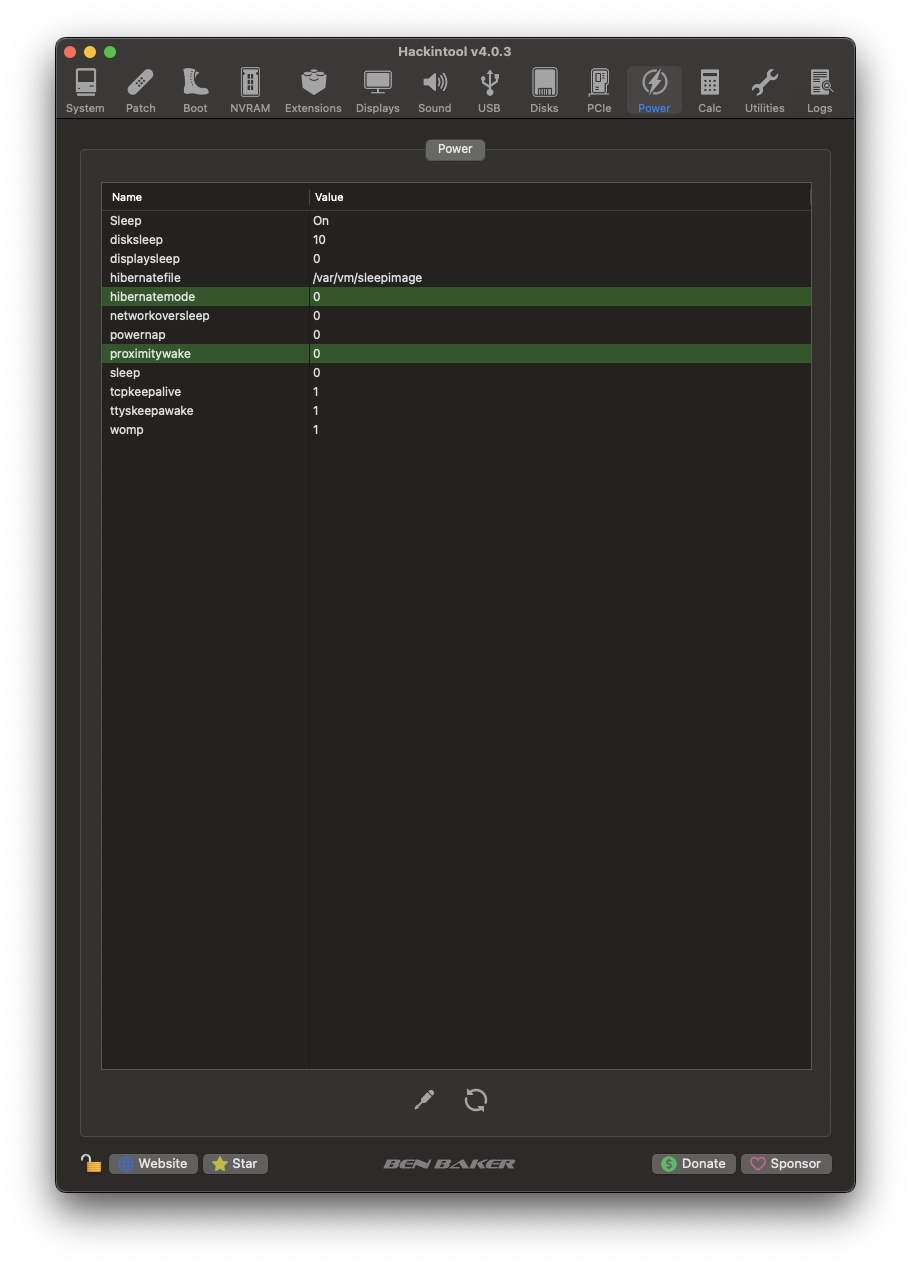 Hackintool v4.0.3
System Patch Boot NVRAM Extensions Displays Sound USB Disks PCIe Power Calc Utilities Logs
Power
Name Value
Sleep On
disksleep 10
displaysleep 0
hibernatefile /var/vm/sleepimage
hibernatemode 0
networkoversleep 0
powernap 0
proximitywake 0
sleep 0
tcpkeepalive 1
ttyskeepawake 1
womp 1
Website Star BEN BAKER $ Donate Sponsor